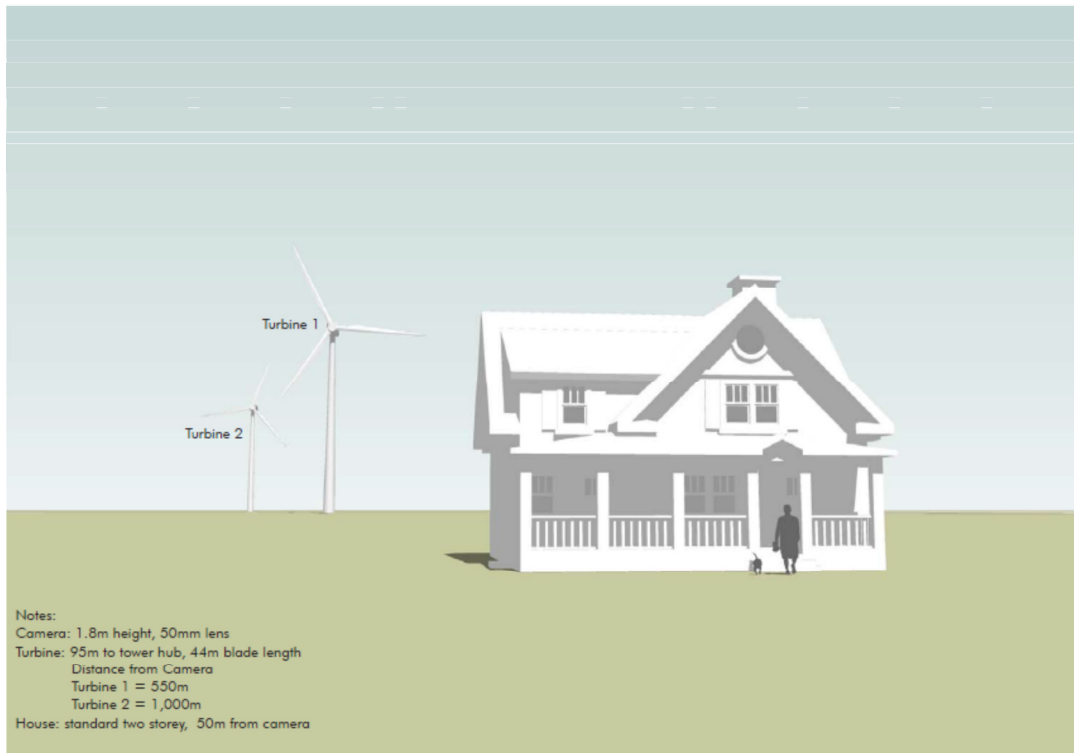 Turbine 1
Turbine 2
Notes:
Camera: 1.8m height, 50mm lens
Turbine: 95m to tower hub, 44m blade length
Distance from Camera
Turbine 1 = 550m
Turbine 2 = 1,000m
House: standard two storey, 50m from camera